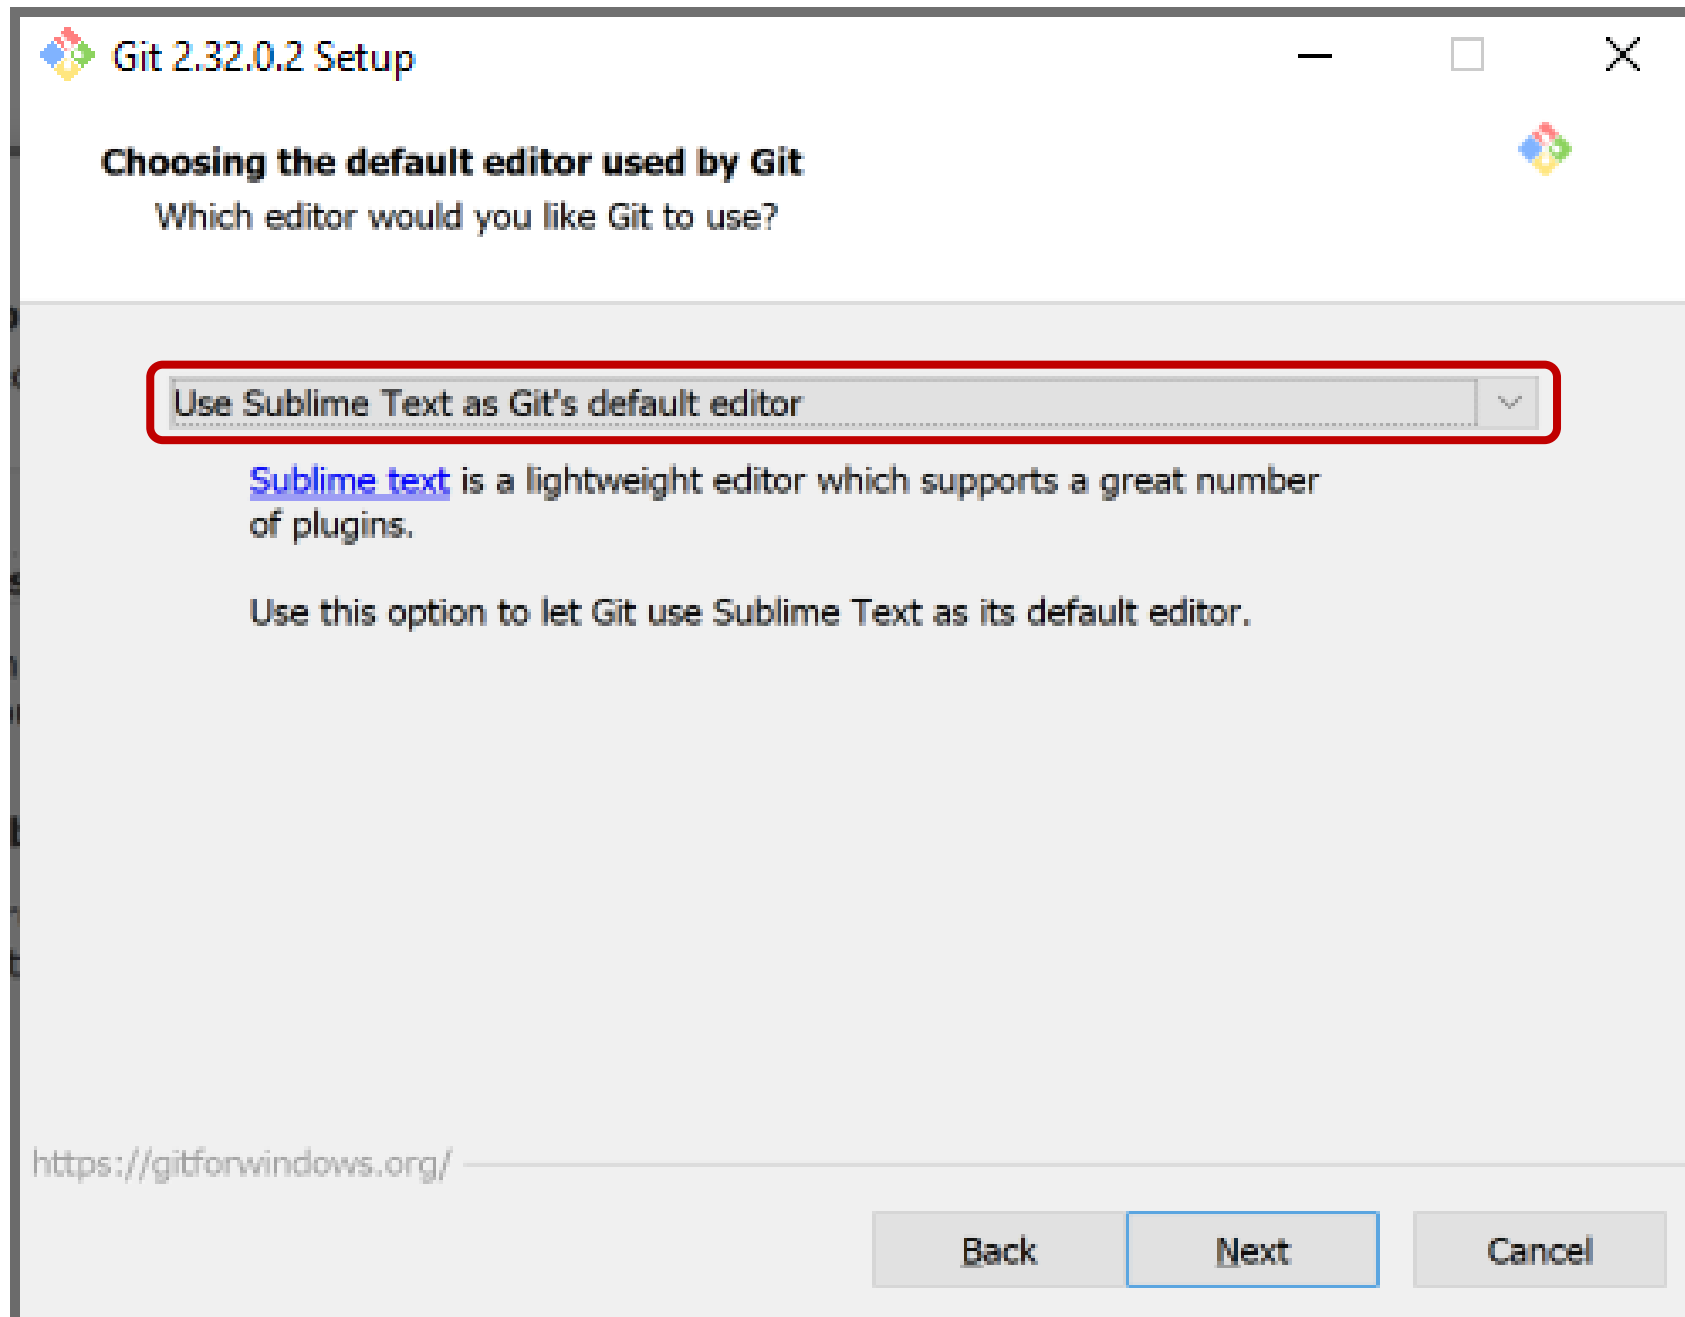 Git 2.32.0.2 Setup
Choosing the default editor used by Git
Which editor would you like Git to use?
Use Sublime Text as Git's default editor
Sublime text is a lightweight editor which supports a great number
of plugins.
Use this option to let Git use Sublime Text as its default editor.
https://gitforwindows.org/
Back Next Cancel